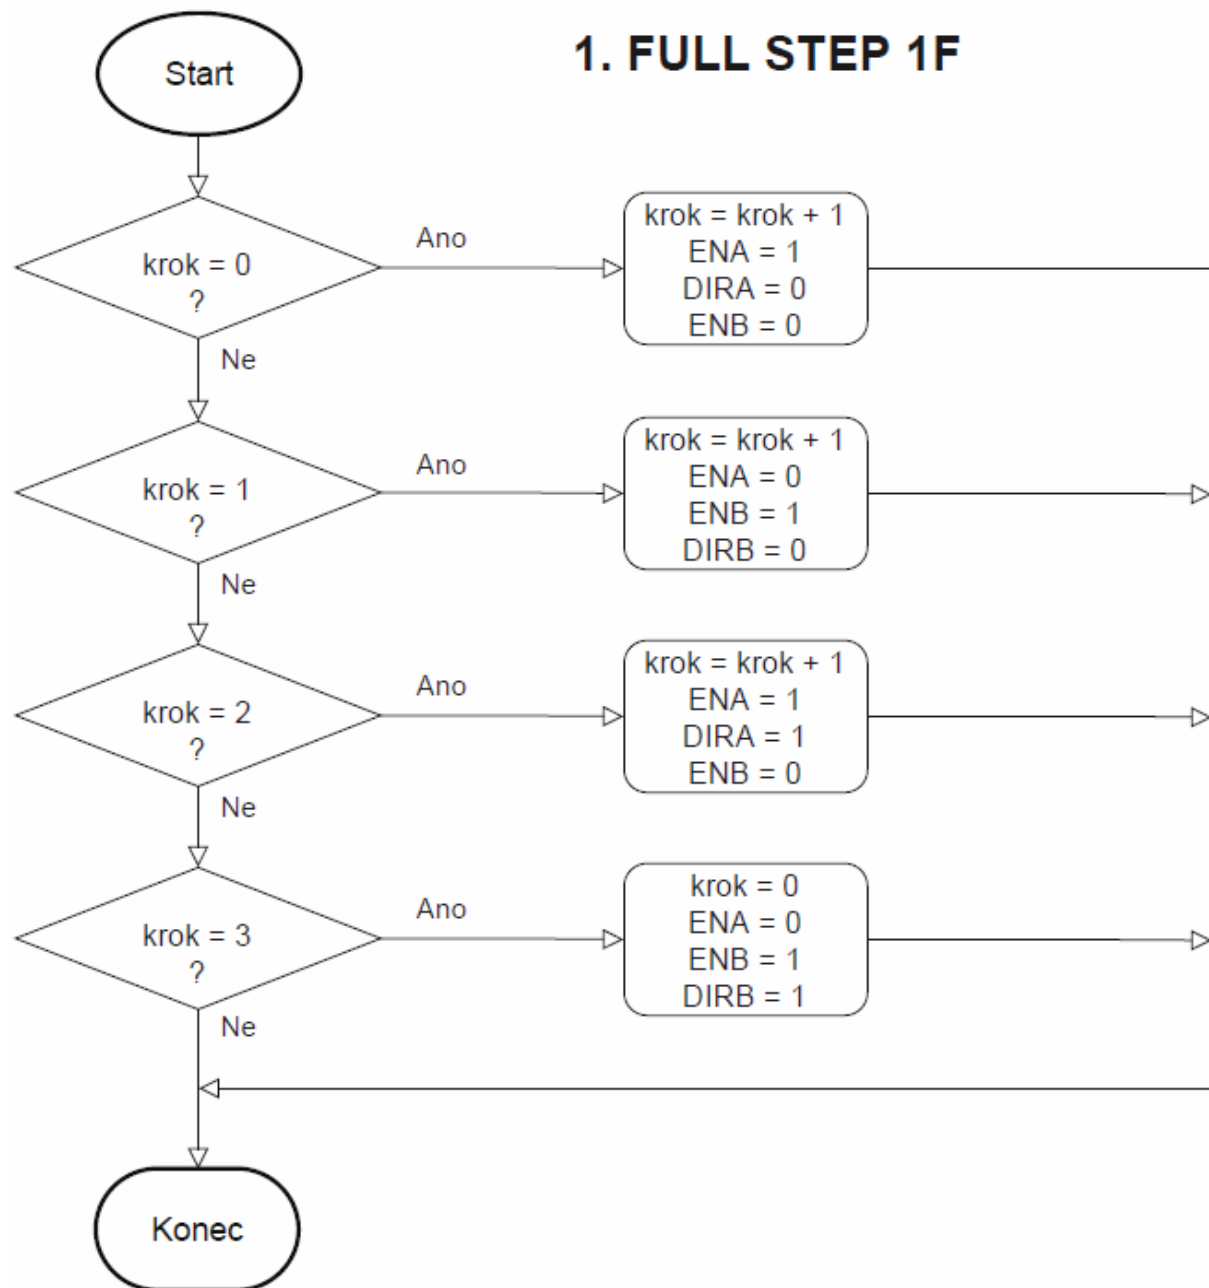 1. FULL STEP 1F
Start
krok = 0
?
Ano
krok = krok + 1
ENA = 1
DIRA = 0
ENB = 0
Ne
krok = 1
?
Ano
krok = krok + 1
ENA = 0
ENB = 1
DIRB = 0
Ne
krok = 2
?
Ano
krok = krok + 1
ENA = 1
DIRA = 1
ENB = 0
Ne
krok = 3
?
Ano
krok = 0
ENA = 0
ENB = 1
DIRB = 1
Ne
Konec